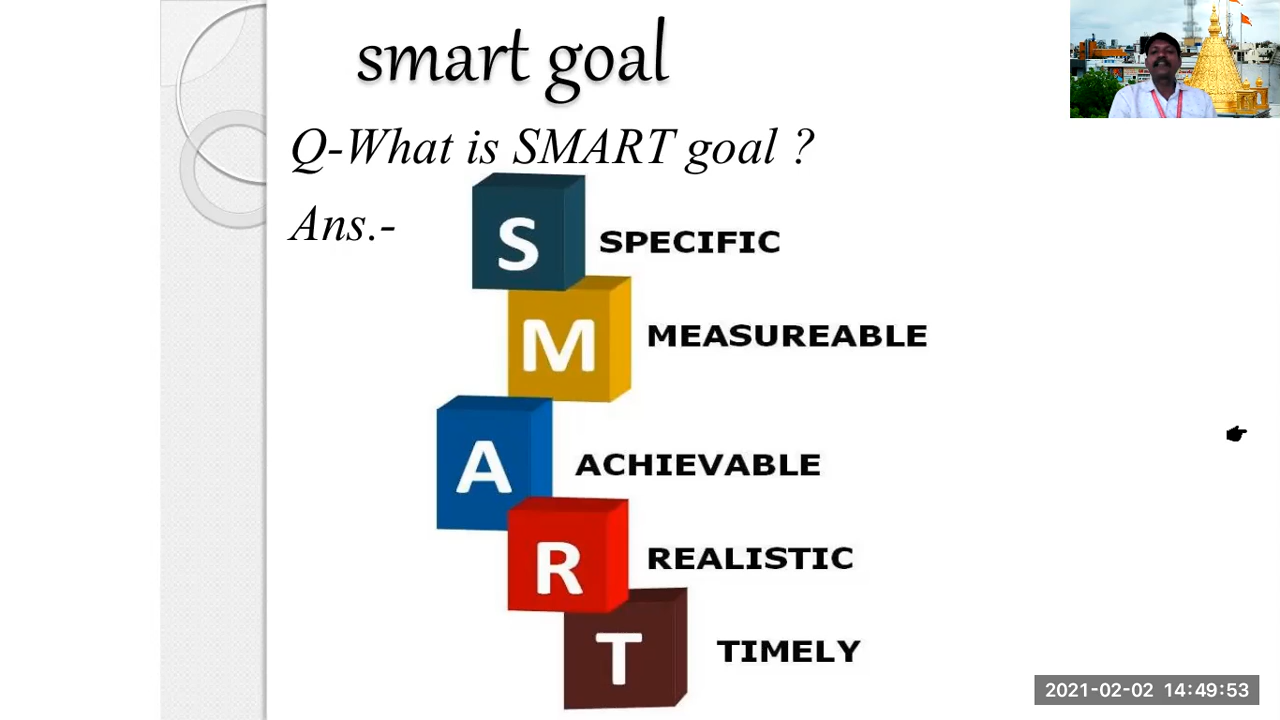 smart goal
Q-What is SMART goal ?
Ans.-
S SPECIFIC
M MEASUREABLE
A ACHIEVABLE
R REALISTIC
T TIMELY
2021-02-02 14:49:53